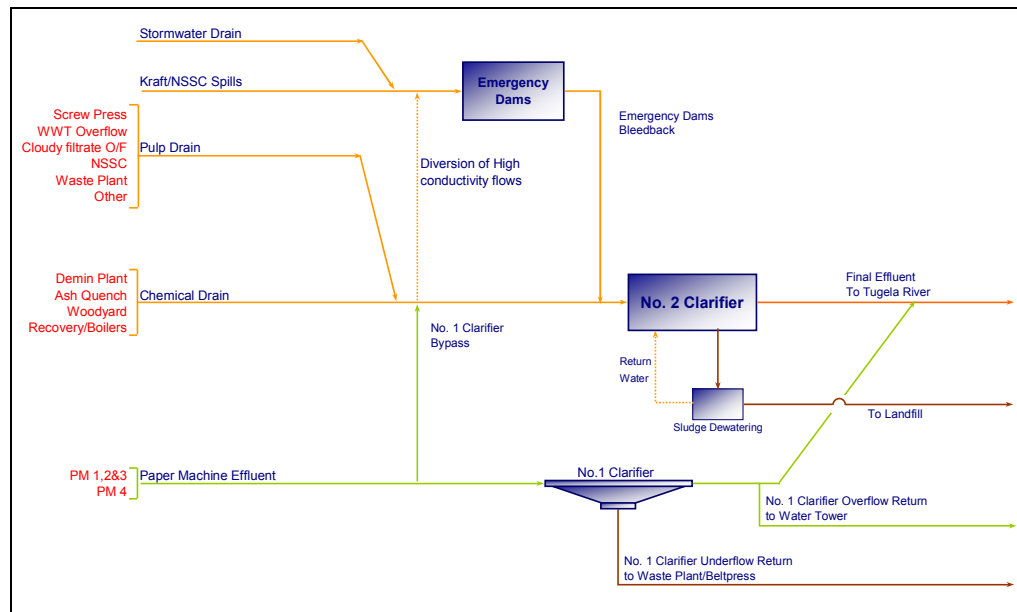 Stormwater Drain
Kraft/NSSC Spills
Emergency
Dams
Screw Press
WWT Overflow
Cloudy filtrate O/F
NSSC
Waste Plant
Other
Pulp Drain
Emergency Dams
Bleedback
Diversion of High
conductivity flows
Demin Plant
Ash Quench
Woodyard
Recovery/Boilers
Chemical Drain
No. 1 Clarifier
Bypass
No. 2 Clarifier
Final Effluent
To Tugela River
Return
Water
Sludge Dewatering
To Landfill
PM 1,2&3
PM 4
Paper Machine Effluent
No.1 Clarifier
No. 1 Clarifier Overflow Return
to Water Tower
No. 1 Clarifier Underflow Return
to Waste Plant/Beltpress